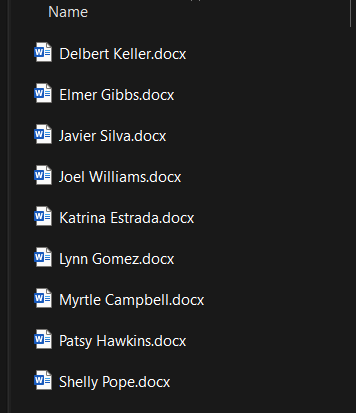 Name
Delbert Keller.docx
Elmer Gibbs.docx
Javier Silva.docx
Joel Williams.docx
Katrina Estrada.docx
Lynn Gomez.docx
Myrtle Campbell.docx
Patsy Hawkins.docx
Shelly Pope.docx